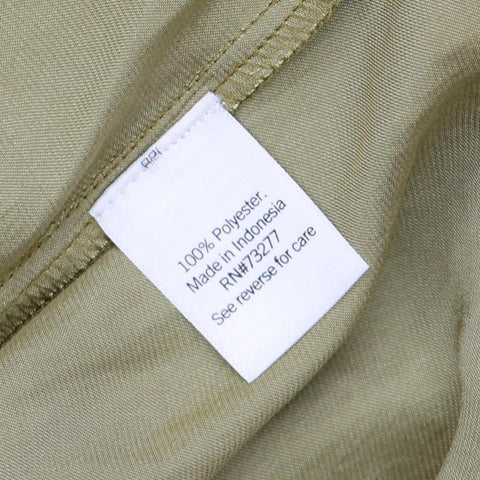 100% Polyester.
Made in Indonesia
RN#73277
See reverse for care